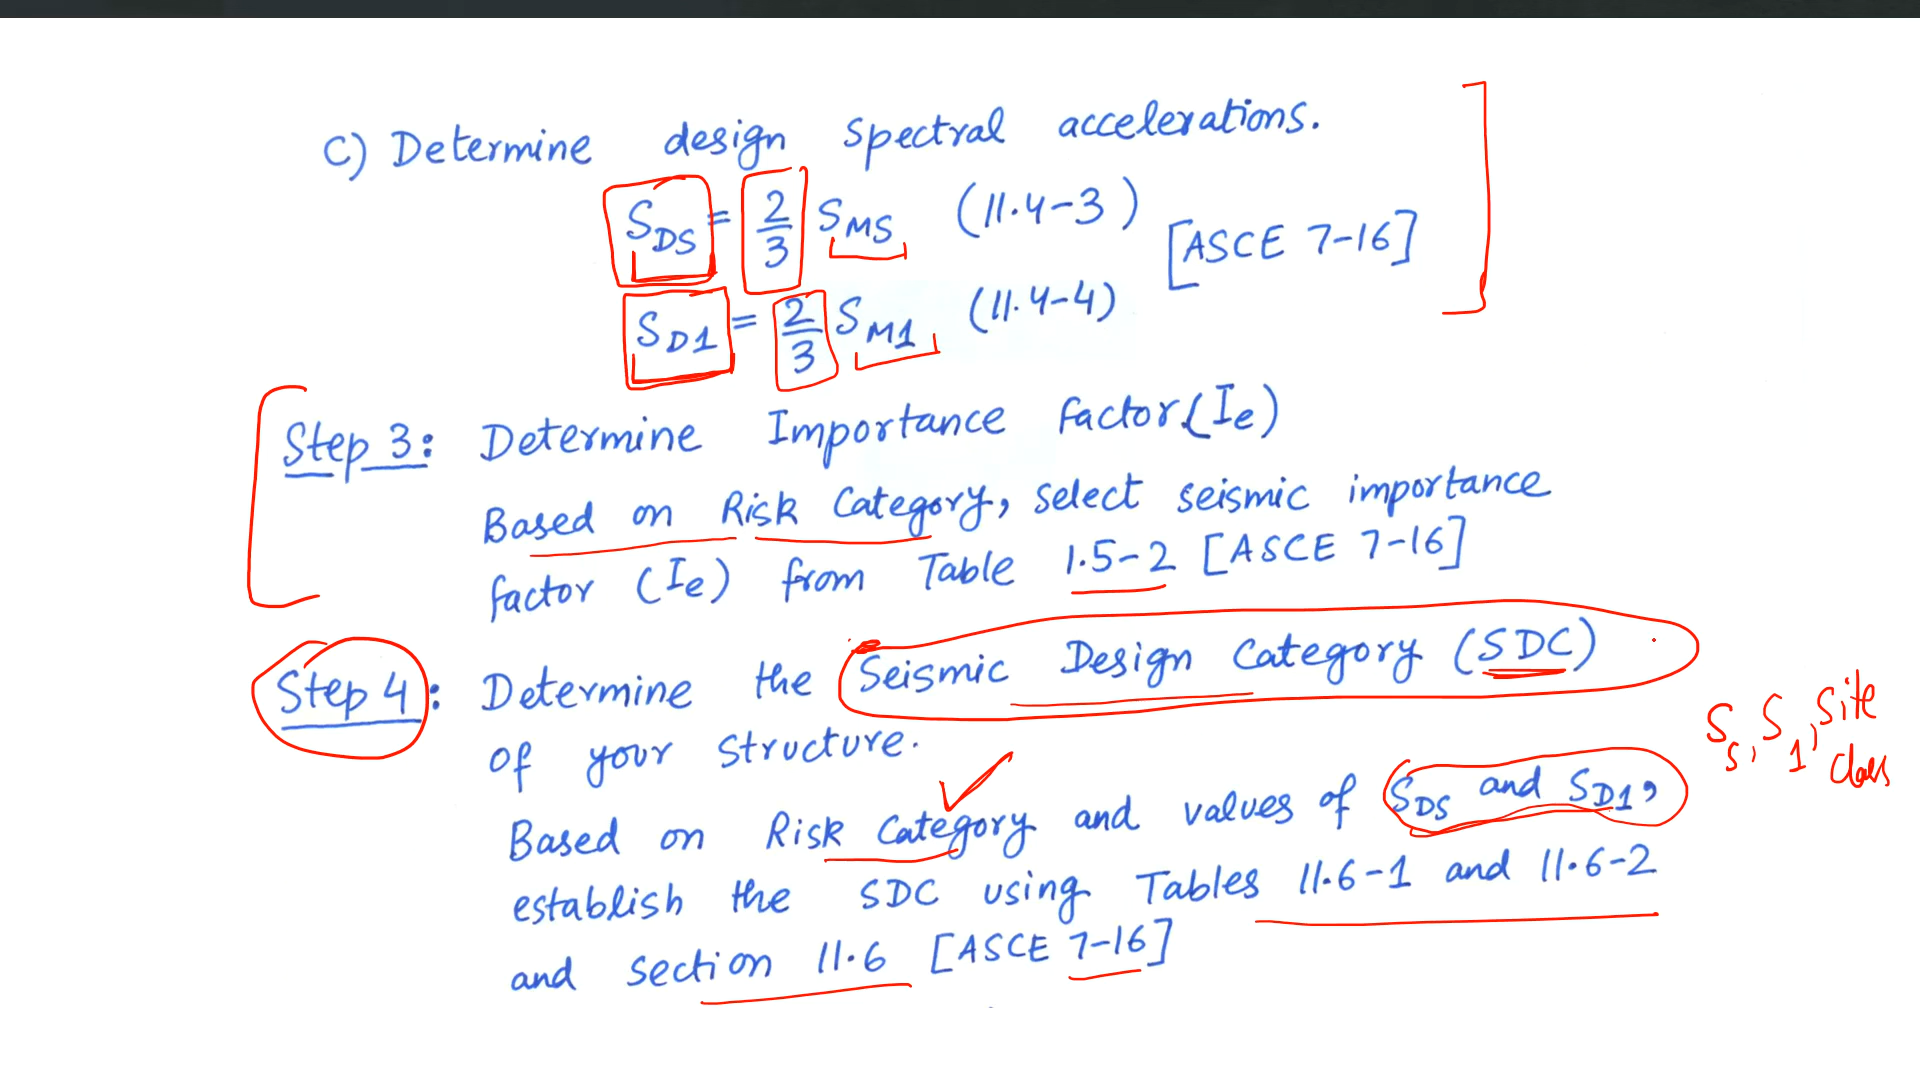 C) Determine design spectral accelerations.
SDS = 2/3 SMS (11.4-3)
[ASCE 7-16]
SD1 = 2/3 SM1 (11.4-4)
Step 3: Determine Importance factor (Ie)
Based on Risk Category, select seismic importance
factor (Ie) from Table 1.5-2 [ASCE 7-16]
Step 4: Determine the Seismic Design Category (SDC)
of your structure.
Based on Risk Category and values of SDS and SD1,
establish the SDC using Tables 11.6-1 and 11.6-2
and section 11.6 [ASCE 7-16]
Ss, S1, site
class